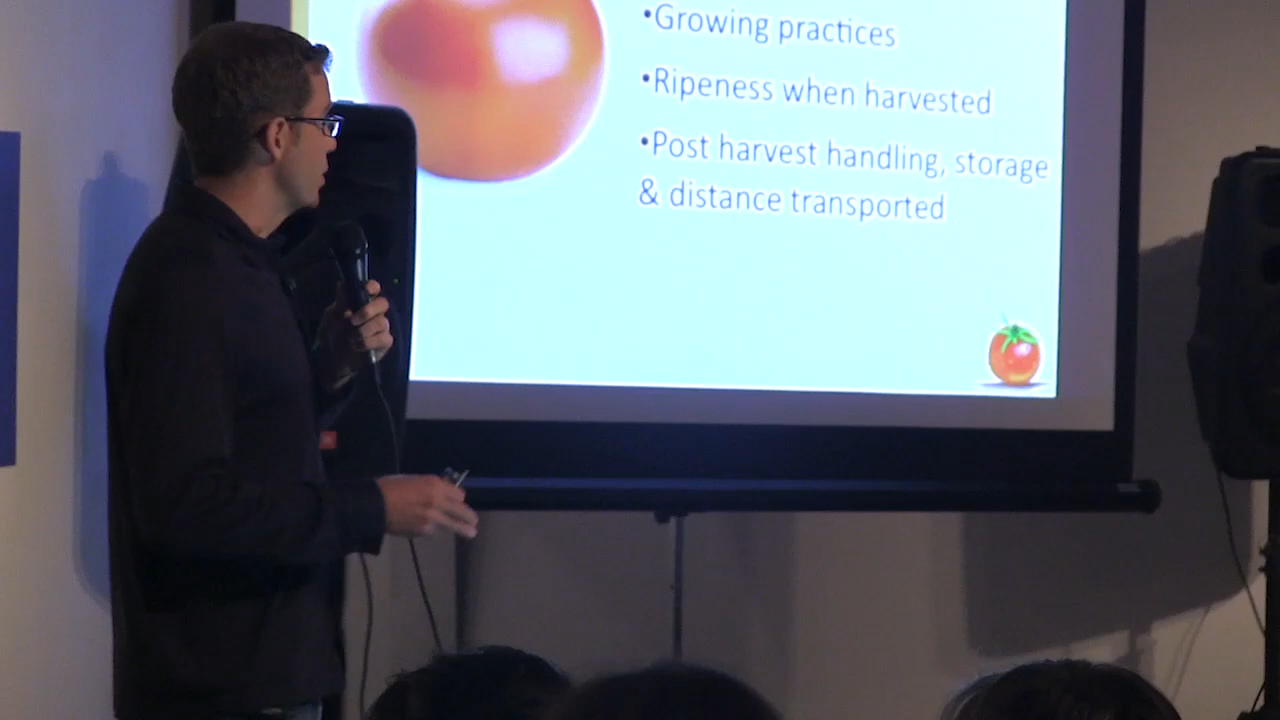 •Growing practices
•Ripeness when harvested
•Post harvest handling, storage
& distance transported